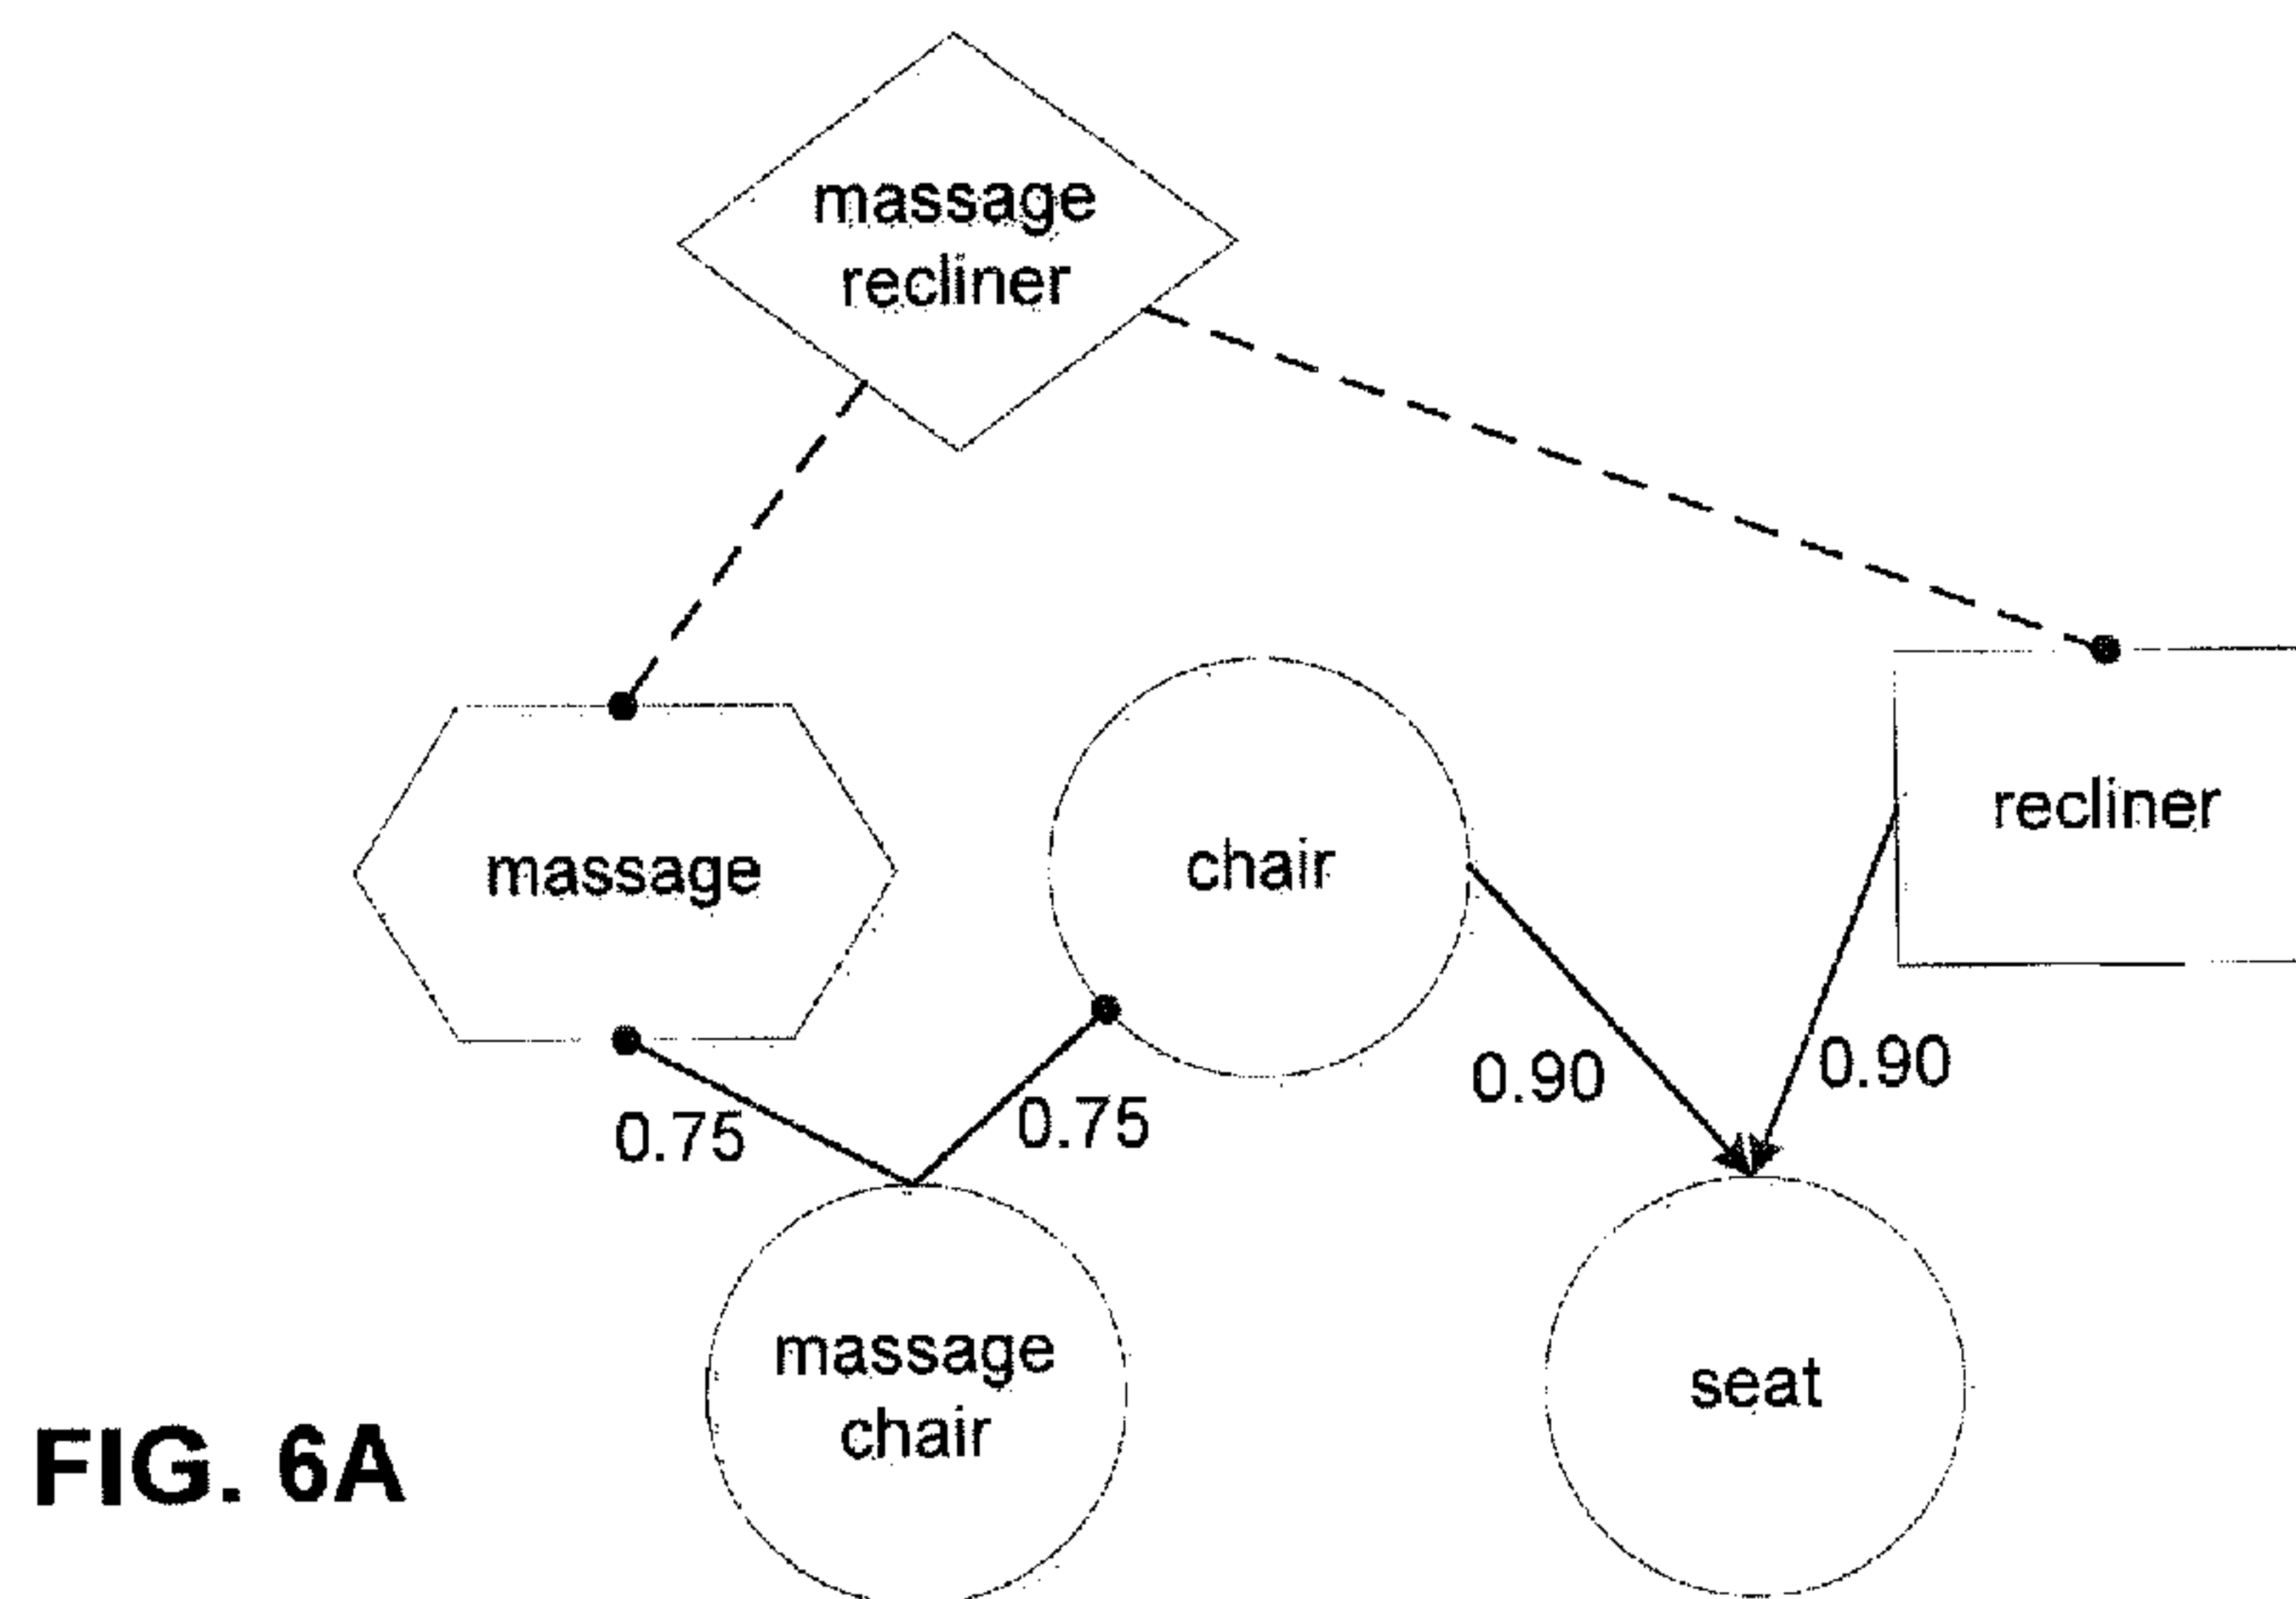 massage
recliner
massage
chair
recliner
0.75
0.75
0.90
0.90
massage
chair
seat
FIG. 6A